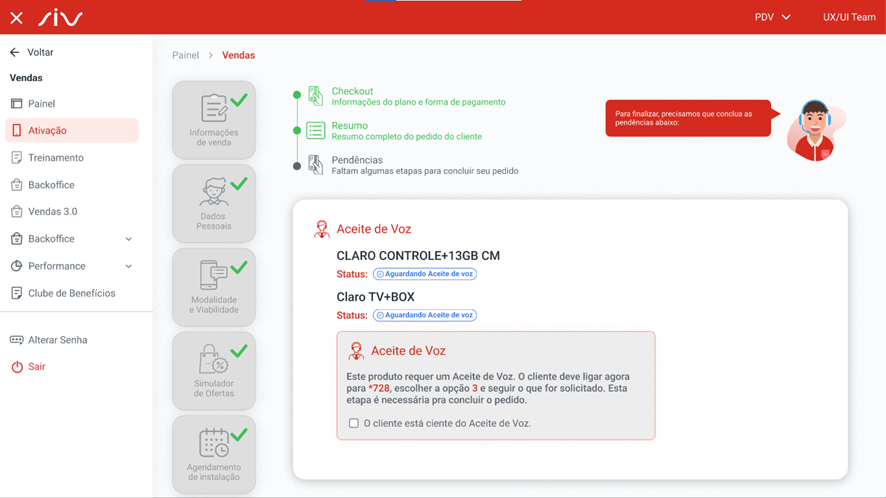 siv
PDV
UX/UI Team
Voltar
Vendas
Painel
Ativação
Treinamento
Backoffice
Vendas 3.0
Backoffice
Performance
Clube de Benefícios
Alterar Senha
Sair
Painel > Vendas
Informações
de venda
Dados
Pessoais
Modalidade
e Viabilidade
Simulador
de Ofertas
Agendamento
de instalação
Checkout
Informações do plano e forma de pagamento
Resumo
Resumo completo do pedido do cliente
Pendências
Faltam algumas etapas para concluir seu pedido
Para finalizar, precisamos que conclua as
pendências abaixo:
Aceite de Voz
CLARO CONTROLE+13GB CM
Status: Aguardando Aceite de voz
Claro TV+BOX
Status: Aguardando Aceite de voz
Aceite de Voz
Este produto requer um Aceite de Voz. O cliente deve ligar agora
para *728, escolher a opção 3 e seguir o que for solicitado. Esta
etapa é necessária pra concluir o pedido.
O cliente está ciente do Aceite de Voz.